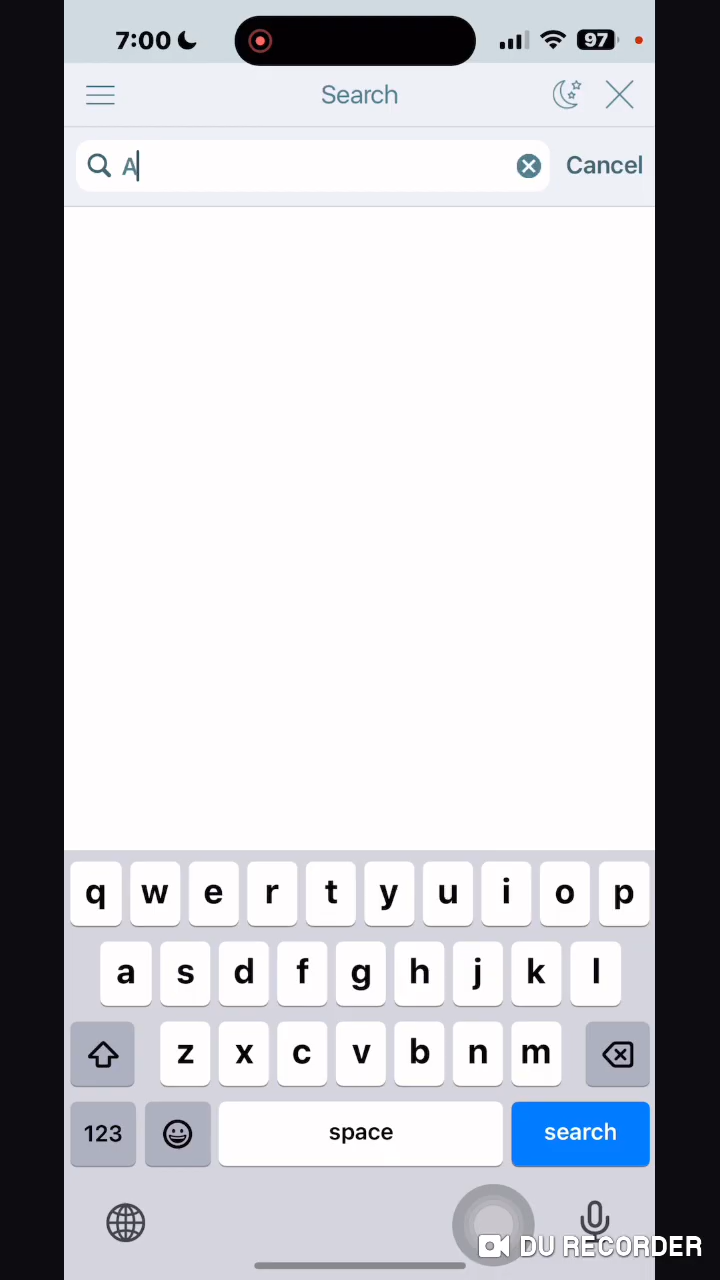 7:00 97
Search
A Cancel
q w e r t y u i o p
a s d f g h j k l
z x c v b n m
123 space search
DU RECORDER